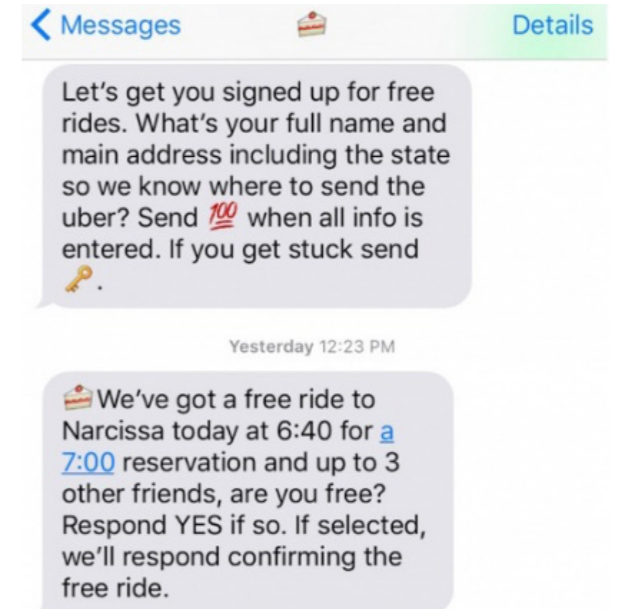 Messages 🍰 Details
Let's get you signed up for free
rides. What's your full name and
main address including the state
so we know where to send the
uber? Send 💯 when all info is
entered. If you get stuck send
🔑.
Yesterday 12:23 PM
🍰We've got a free ride to
Narcissa today at 6:40 for a
7:00 reservation and up to 3
other friends, are you free?
Respond YES if so. If selected,
we'll respond confirming the
free ride.